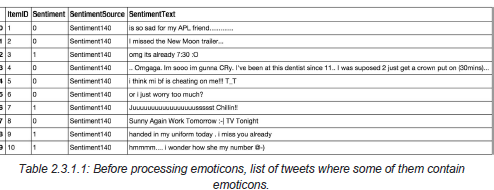 ItemID Sentiment SentimentSource SentimentText
0 1 0 Sentiment140 is so sad for my APL friend.............
1 2 0 Sentiment140 I missed the New Moon trailer...
2 3 1 Sentiment140 omg its already 7:30 :O
3 4 0 Sentiment140 .. Omgaga. Im sooo im gunna CRy. I've been at this dentist since 11.. I was suposed 2 just get a crown put on (30mins)...
4 5 0 Sentiment140 i think mi bf is cheating on me!!! T_T
5 6 0 Sentiment140 or i just worry too much?
6 7 1 Sentiment140 Juuuuuuuuuuuuuuuuussssst Chillin!!
7 8 0 Sentiment140 Sunny Again Work Tomorrow :-| TV Tonight
8 9 1 Sentiment140 handed in my uniform today . i miss you already
9 10 1 Sentiment140 hmmmm.... i wonder how she my number @-)
Table 2.3.1.1: Before processing emoticons, list of tweets where some of them contain
emoticons.